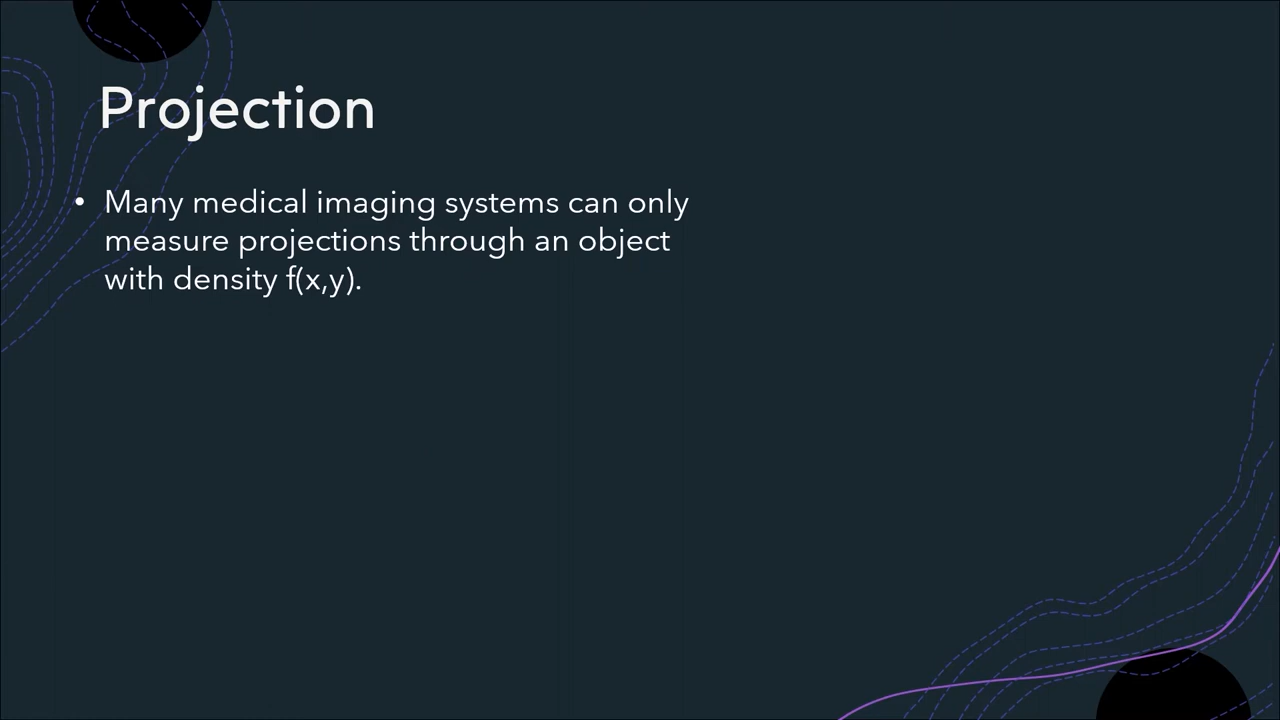 Projection
• Many medical imaging systems can only
measure projections through an object
with density f(x,y).